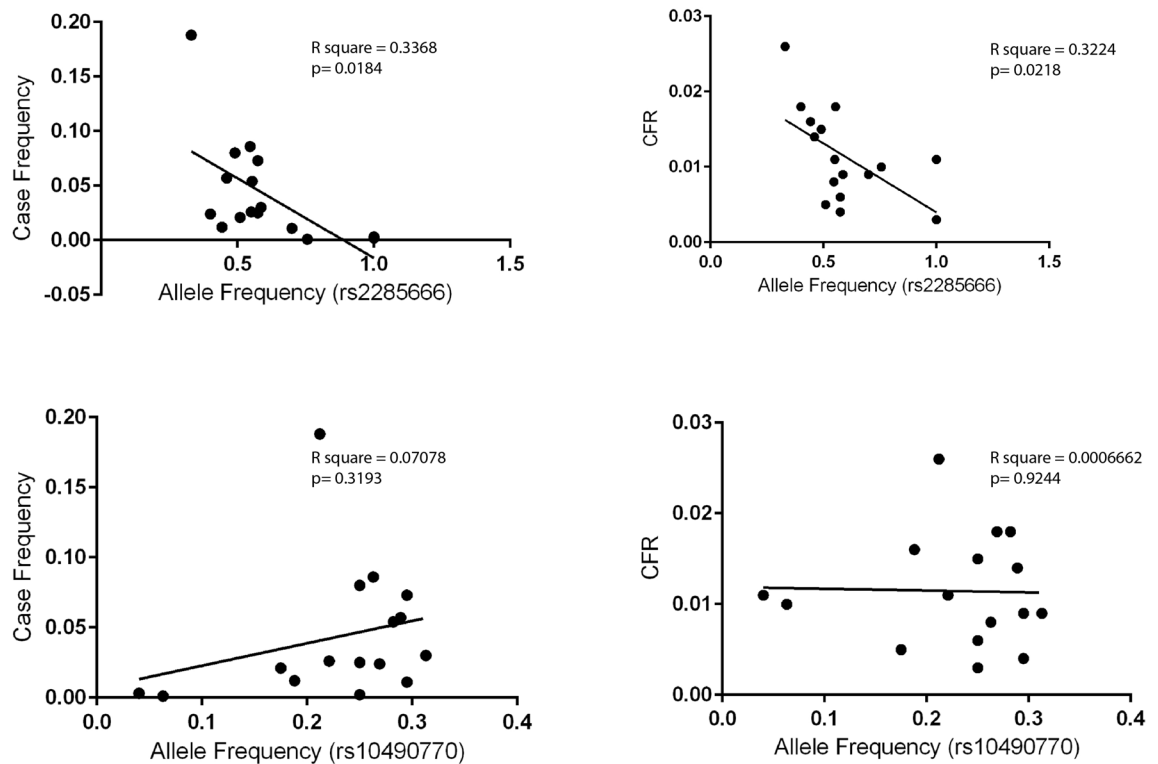 0.20
0.15
0.10
0.05
0.00
-0.05
Case Frequency
R square = 0.3368
p= 0.0184
0.5 1.0 1.5
Allele Frequency (rs2285666)
0.03
0.02
0.01
0.00
CFR
R square = 0.3224
p= 0.0218
0.0 0.5 1.0 1.5
Allele Frequency (rs2285666)
0.20
0.15
0.10
0.05
0.00
Case Frequency
R square = 0.07078
p= 0.3193
0.0 0.1 0.2 0.3 0.4
Allele Frequency (rs10490770)
0.03
0.02
0.01
0.00
CFR
R square = 0.0006662
p= 0.9244
0.0 0.1 0.2 0.3 0.4
Allele Frequency (rs10490770)